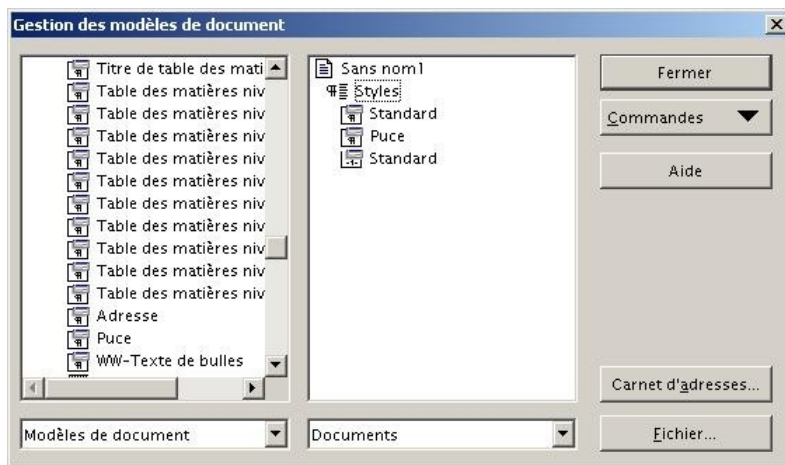 Gestion des modèles de document
Titre de table des mati
Table des matières niv
Table des matières niv
Table des matières niv
Table des matières niv
Table des matières niv
Table des matières niv
Table des matières niv
Table des matières niv
Table des matières niv
Table des matières niv
Adresse
Puce
WW-Texte de bulles
Modèles de document
Sans nom1
Styles
Standard
Puce
Standard
Documents
Fermer
Commandes
Aide
Carnet d'adresses...
Fichier...